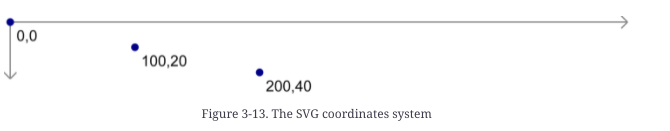 0,0
100,20
200,40
Figure 3-13. The SVG coordinates system